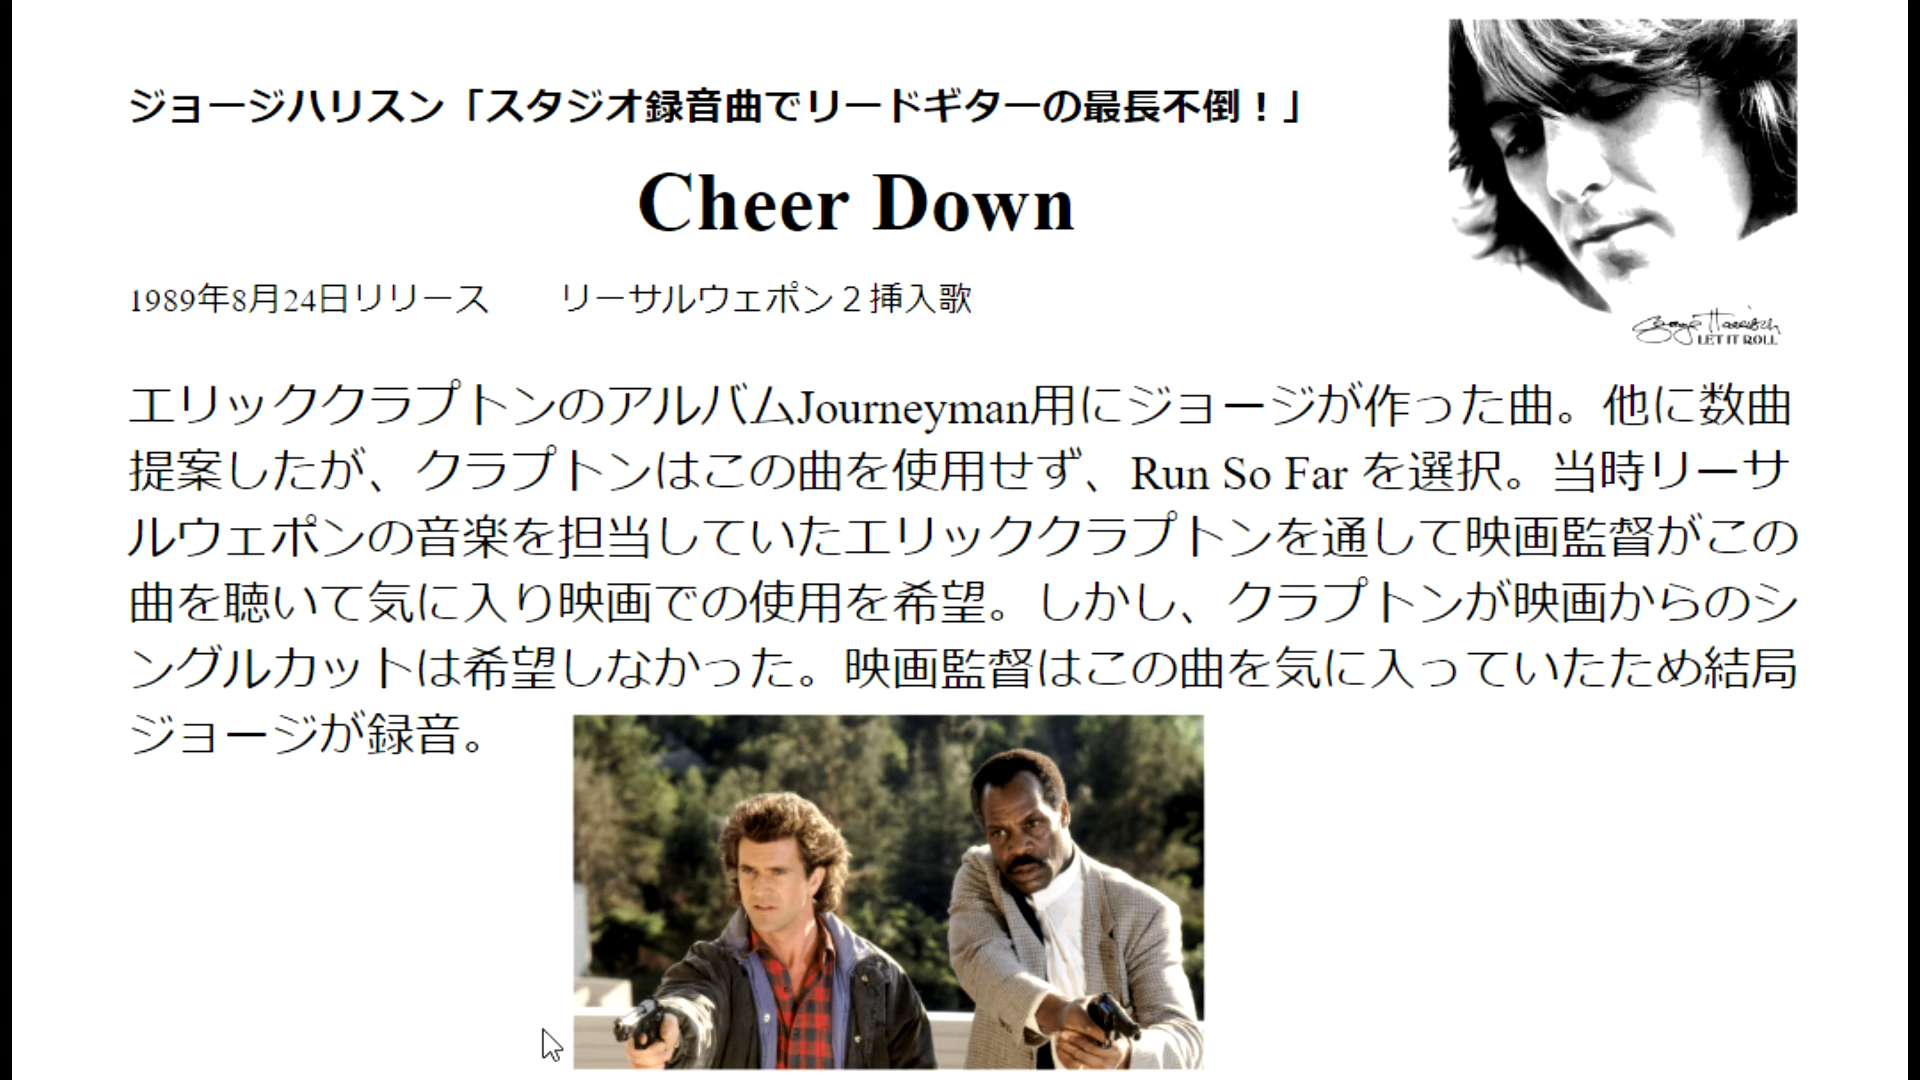 ジョージハリスン「スタジオ録音曲でリードギターの最長不倒！」
Cheer Down
1989年8月24日リリース　　リーサルウェポン２挿入歌
George Harrison
LET IT ROLL
エリッククラプトンのアルバムJourneyman用にジョージが作った曲。他に数曲
提案したが、クラプトンはこの曲を使用せず、Run So Far を選択。当時リーサ
ルウェポンの音楽を担当していたエリッククラプトンを通して映画監督がこの
曲を聴いて気に入り映画での使用を希望。しかし、クラプトンが映画からのシ
ングルカットは希望しなかった。映画監督はこの曲を気に入っていたため結局
ジョージが録音。